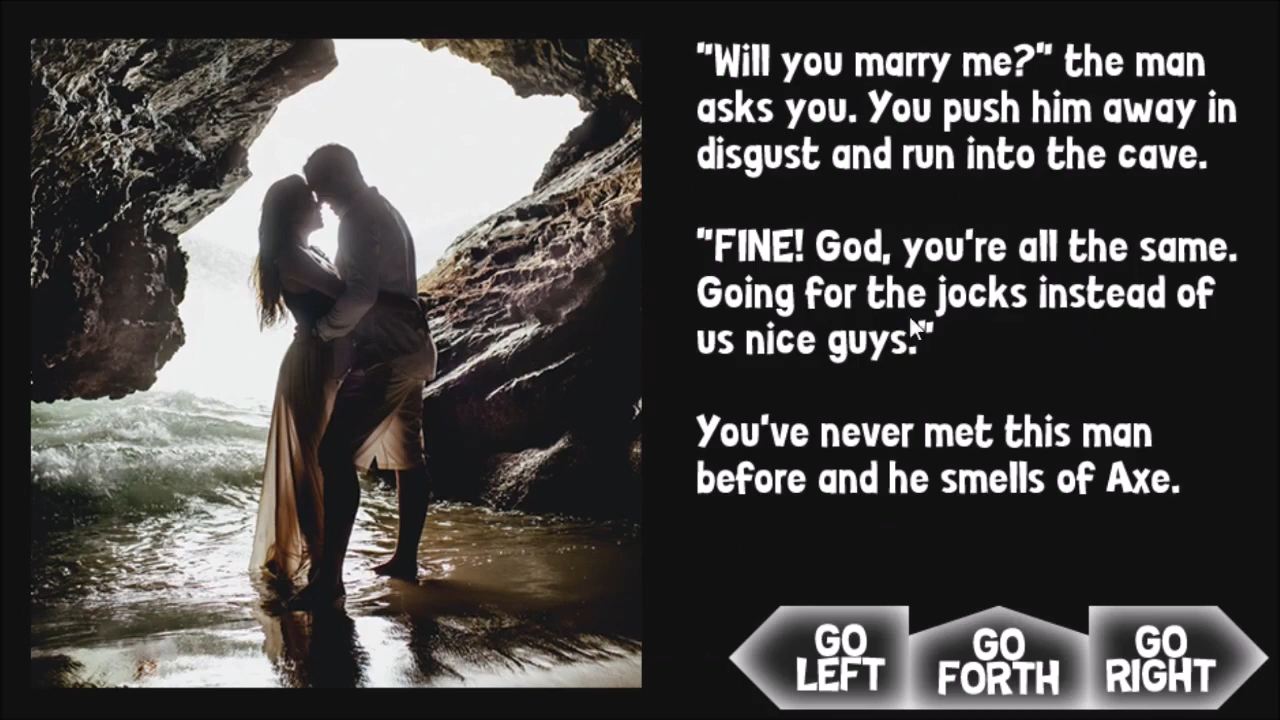 "Will you marry me?" the man
asks you. You push him away in
disgust and run into the cave.
"FINE! God, you're all the same.
Going for the jocks instead of
us nice guys."
You've never met this man
before and he smells of Axe.
GO
LEFT
GO
FORTH
GO
RIGHT